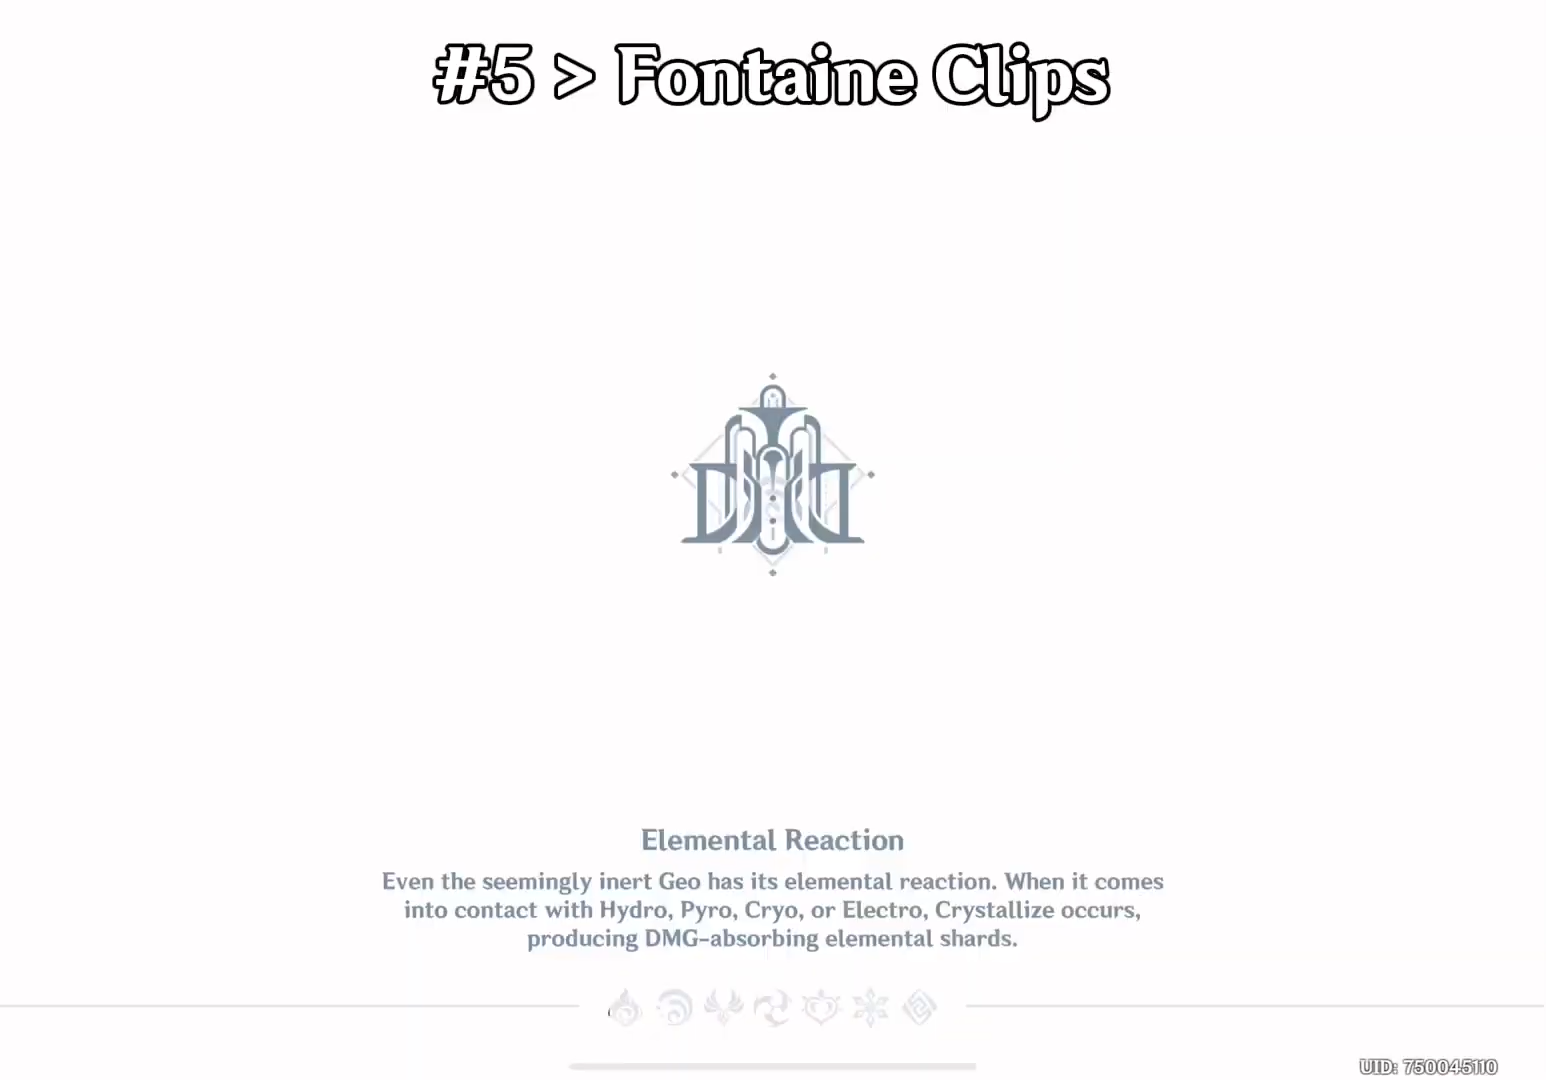 #5 > Fontaine Clips
Elemental Reaction
Even the seemingly inert Geo has its elemental reaction. When it comes
into contact with Hydro, Pyro, Cryo, or Electro, Crystallize occurs,
producing DMG-absorbing elemental shards.
UID: 750045110